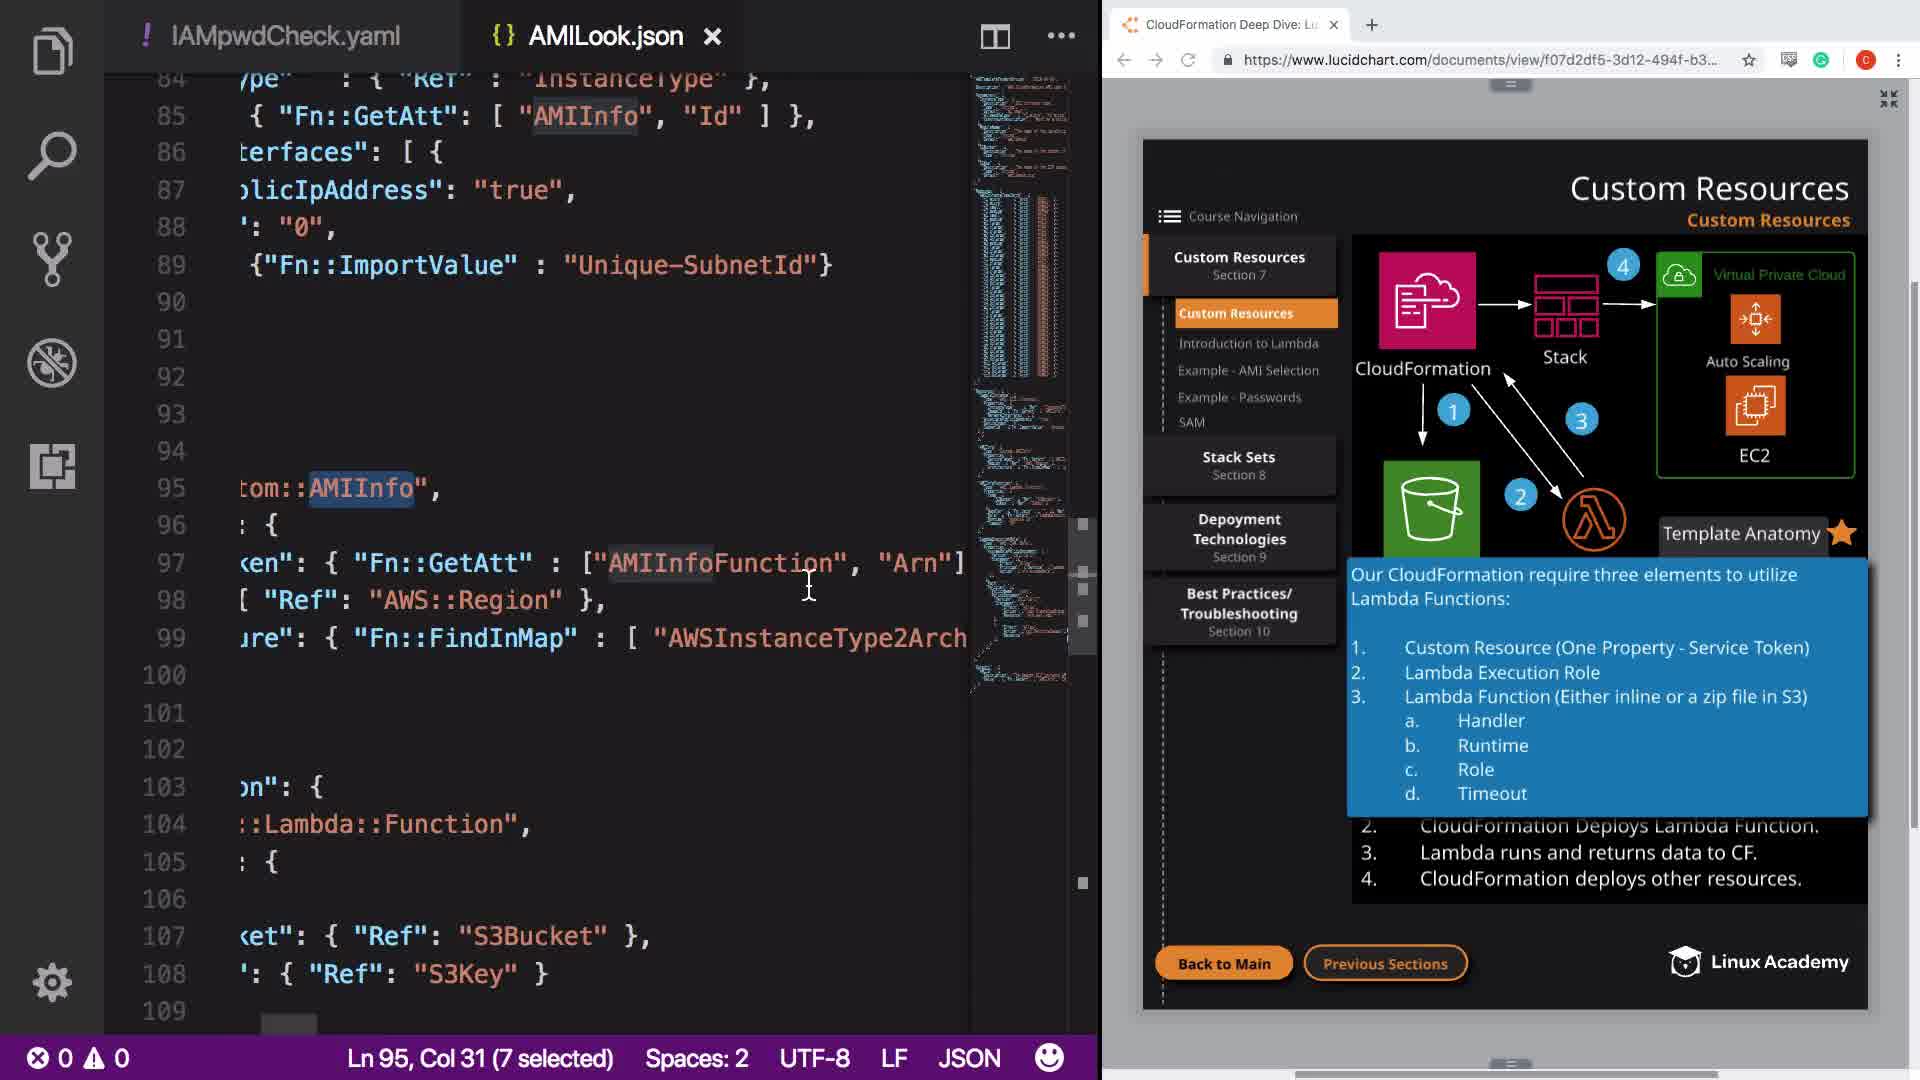 IAMpwdCheck.yaml
{} AMILook.json
84 ype" : { "Ref" : "InstanceType" },
85 { "Fn::GetAtt": [ "AMIInfo", "Id" ] },
86 terfaces": [ {
87 blicIpAddress": "true",
88 ": "0",
89 {"Fn::ImportValue" : "Unique-SubnetId"}
90
91
92
93
94
95 tom::AMIInfo",
96 : {
97 ken": { "Fn::GetAtt" : ["AMIInfoFunction", "Arn"]
98 [ "Ref": "AWS::Region" },
99 ure": { "Fn::FindInMap" : [ "AWSInstanceType2Arch
100
101
102
103 on": {
104 ::Lambda::Function",
105 : {
106
107 ket": { "Ref": "S3Bucket" },
108 ": { "Ref": "S3Key" }
109
0 0
Ln 95, Col 31 (7 selected) Spaces: 2 UTF-8 LF JSON
CloudFormation Deep Dive: Lu
https://www.lucidchart.com/documents/view/f07d2df5-3d12-494f-b3...
C
Custom Resources
Custom Resources
Course Navigation
Custom Resources
Section 7
Custom Resources
Introduction to Lambda
Example - AMI Selection
Example - Passwords
SAM
Stack Sets
Section 8
Depoyment
Technologies
Section 9
Best Practices/
Troubleshooting
Section 10
CloudFormation
Stack
Virtual Private Cloud
Auto Scaling
EC2
1
2
3
4
Template Anatomy
Our CloudFormation require three elements to utilize
Lambda Functions:
1. Custom Resource (One Property - Service Token)
2. Lambda Execution Role
3. Lambda Function (Either inline or a zip file in S3)
a. Handler
b. Runtime
c. Role
d. Timeout
2. CloudFormation Deploys Lambda Function.
3. Lambda runs and returns data to CF.
4. CloudFormation deploys other resources.
Back to Main
Previous Sections
Linux Academy